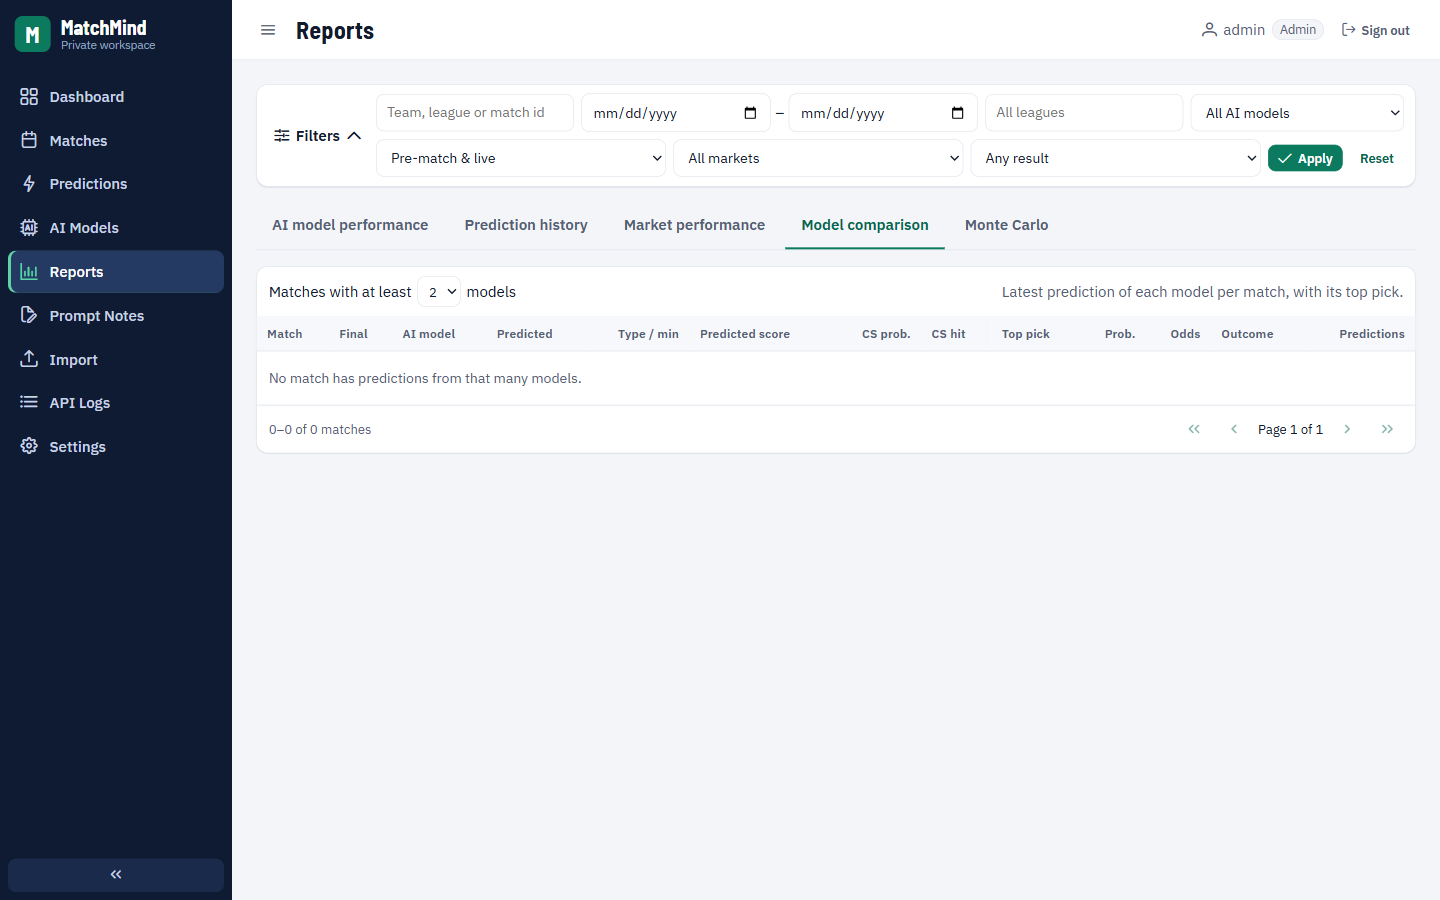 M
MatchMind
Private workspace
Dashboard
Matches
Predictions
AI Models
Reports
Prompt Notes
Import
API Logs
Settings
Reports
admin Admin Sign out
Filters
Team, league or match id mm/dd/yyyy – mm/dd/yyyy All leagues All AI models
Pre-match & live All markets Any result Apply Reset
AI model performance Prediction history Market performance Model comparison Monte Carlo
Matches with at least 2 models Latest prediction of each model per match, with its top pick.
Match Final AI model Predicted Type / min Predicted score CS prob. CS hit Top pick Prob. Odds Outcome Predictions
No match has predictions from that many models.
0–0 of 0 matches Page 1 of 1